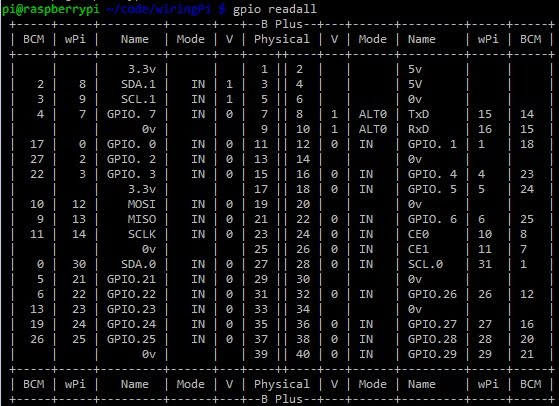 pi@raspberrypi ~/code/wiringPi $ gpio readall
+-----+-----+---------+------+---+--B Plus--+---+------+---------+-----+-----+
| BCM | wPi |   Name  | Mode | V | Physical | V | Mode | Name    | wPi | BCM |
+-----+-----+---------+------+---+----++----+---+------+---------+-----+-----+
|     |     |    3.3v |      |   |  1 || 2  |   |      | 5v      |     |     |
|   2 |   8 |   SDA.1 |   IN | 1 |  3 || 4  |   |      | 5V      |     |     |
|   3 |   9 |   SCL.1 |   IN | 1 |  5 || 6  |   |      | 0v      |     |     |
|   4 |   7 | GPIO. 7 |   IN | 0 |  7 || 8  | 1 | ALT0 | TxD     | 15  | 14  |
|     |     |      0v |      |   |  9 || 10 | 1 | ALT0 | RxD     | 16  | 15  |
|  17 |   0 | GPIO. 0 |   IN | 0 | 11 || 12 | 0 | IN   | GPIO. 1 | 1   | 18  |
|  27 |   2 | GPIO. 2 |   IN | 0 | 13 || 14 |   |      | 0v      |     |     |
|  22 |   3 | GPIO. 3 |   IN | 0 | 15 || 16 | 0 | IN   | GPIO. 4 | 4   | 23  |
|     |     |    3.3v |      |   | 17 || 18 | 0 | IN   | GPIO. 5 | 5   | 24  |
|  10 |  12 |    MOSI |   IN | 0 | 19 || 20 |   |      | 0v      |     |     |
|   9 |  13 |    MISO |   IN | 0 | 21 || 22 | 0 | IN   | GPIO. 6 | 6   | 25  |
|  11 |  14 |    SCLK |   IN | 0 | 23 || 24 | 0 | IN   | CE0     | 10  | 8   |
|     |     |      0v |      |   | 25 || 26 | 0 | IN   | CE1     | 11  | 7   |
|   0 |  30 |   SDA.0 |   IN | 0 | 27 || 28 | 0 | IN   | SCL.0   | 31  | 1   |
|   5 |  21 | GPIO.21 |   IN | 0 | 29 || 30 |   |      | 0v      |     |     |
|   6 |  22 | GPIO.22 |   IN | 0 | 31 || 32 | 0 | IN   | GPIO.26 | 26  | 12  |
|  13 |  23 | GPIO.23 |   IN | 0 | 33 || 34 |   |      | 0v      |     |     |
|  19 |  24 | GPIO.24 |   IN | 0 | 35 || 36 | 0 | IN   | GPIO.27 | 27  | 16  |
|  26 |  25 | GPIO.25 |   IN | 0 | 37 || 38 | 0 | IN   | GPIO.28 | 28  | 20  |
|     |     |      0v |      |   | 39 || 40 | 0 | IN   | GPIO.29 | 29  | 21  |
+-----+-----+---------+------+---+----++----+---+------+---------+-----+-----+
| BCM | wPi |   Name  | Mode | V | Physical | V | Mode | Name    | wPi | BCM |
+-----+-----+---------+------+---+--B Plus--+---+------+---------+-----+-----+